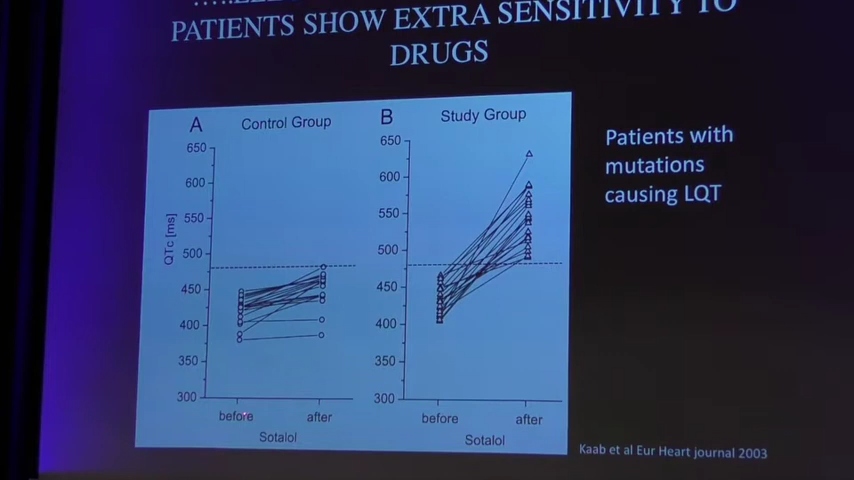 PATIENTS SHOW EXTRA SENSITIVITY TO
DRUGS
A Control Group
650
600
550
500
450
400
350
300
QTc [ms]
before after
Sotalol
B Study Group
650
600
550
500
450
400
350
300
before after
Sotalol
Patients with
mutations
causing LQT
Kaab et al Eur Heart journal 2003